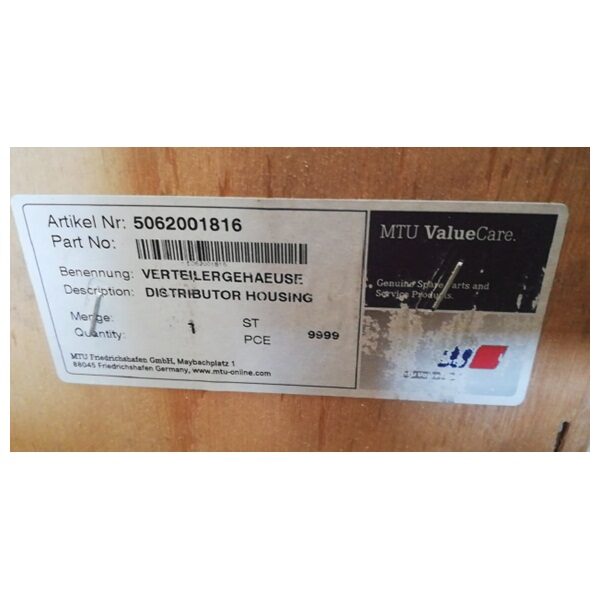 Artikel Nr: 5062001816
Part No:
5062001816
Benennung: VERTEILERGEHAEUSE
Description: DISTRIBUTOR HOUSING
Menge: 1 ST
Quantity: PCE 9999
MTU Friedrichshafen GmbH, Maybachplatz 1
88045 Friedrichshafen Germany, www.mtu-online.com
MTU ValueCare.
Genuine Spare Parts and
Service Products.